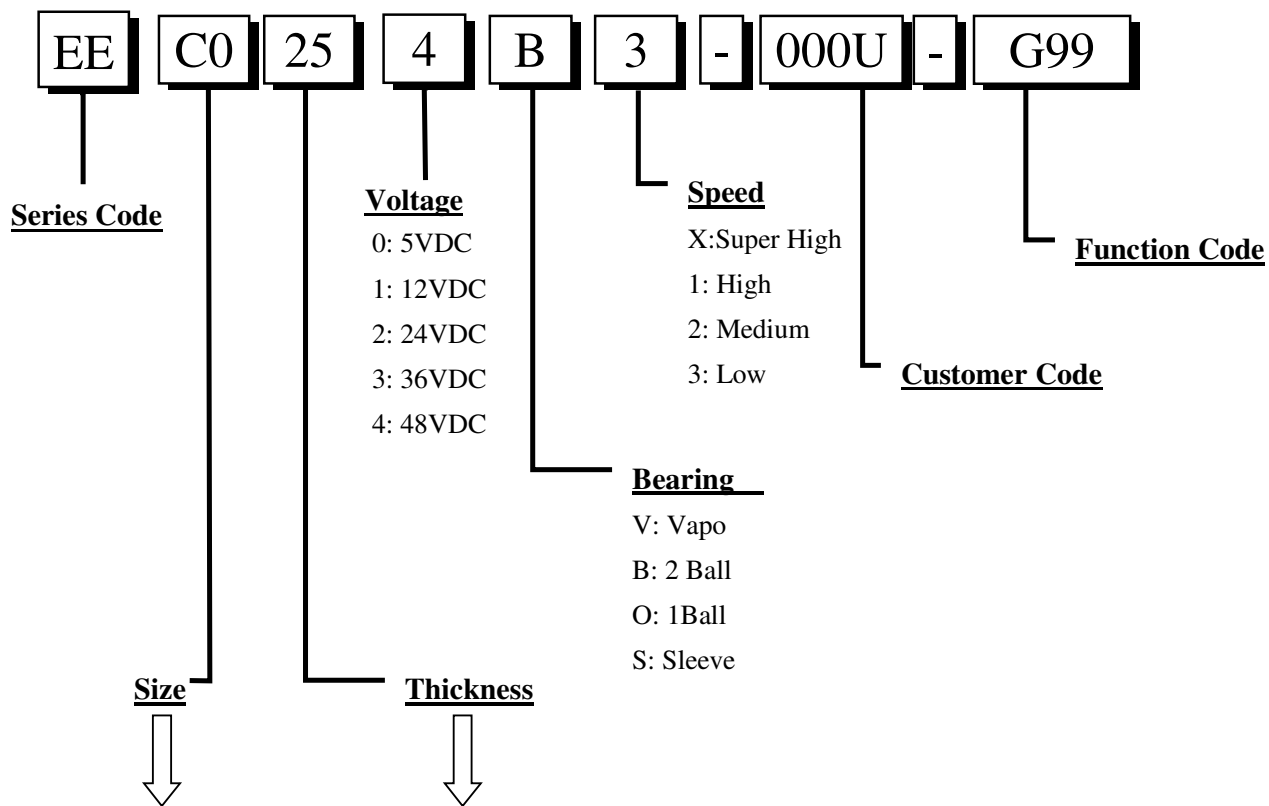 EE C0 25 4 B 3 - 000U - G99
Series Code
Voltage
0: 5VDC
1: 12VDC
2: 24VDC
3: 36VDC
4: 48VDC
Speed
X:Super High
1: High
2: Medium
3: Low
Function Code
Customer Code
Bearing
V: Vapo
B: 2 Ball
O: 1Ball
S: Sleeve
Size
Thickness